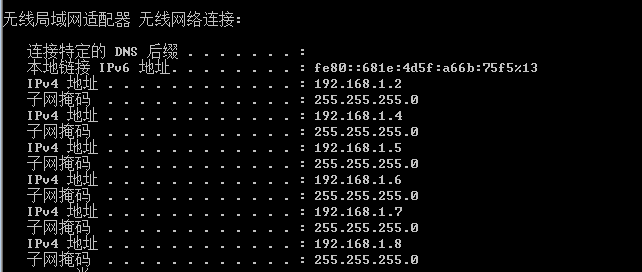 无线局域网适配器 无线网络连接:
连接特定的 DNS 后缀 . . . . . . . :
本地链接 IPv6 地址. . . . . . . . : fe80::681e:4d5f:a66b:75f5%13
IPv4 地址 . . . . . . . . . . . . : 192.168.1.2
子网掩码 . . . . . . . . . . . . : 255.255.255.0
IPv4 地址 . . . . . . . . . . . . : 192.168.1.4
子网掩码 . . . . . . . . . . . . : 255.255.255.0
IPv4 地址 . . . . . . . . . . . . : 192.168.1.5
子网掩码 . . . . . . . . . . . . : 255.255.255.0
IPv4 地址 . . . . . . . . . . . . : 192.168.1.6
子网掩码 . . . . . . . . . . . . : 255.255.255.0
IPv4 地址 . . . . . . . . . . . . : 192.168.1.7
子网掩码 . . . . . . . . . . . . : 255.255.255.0
IPv4 地址 . . . . . . . . . . . . : 192.168.1.8
子网掩码 . . . . . . . . . . . . : 255.255.255.0